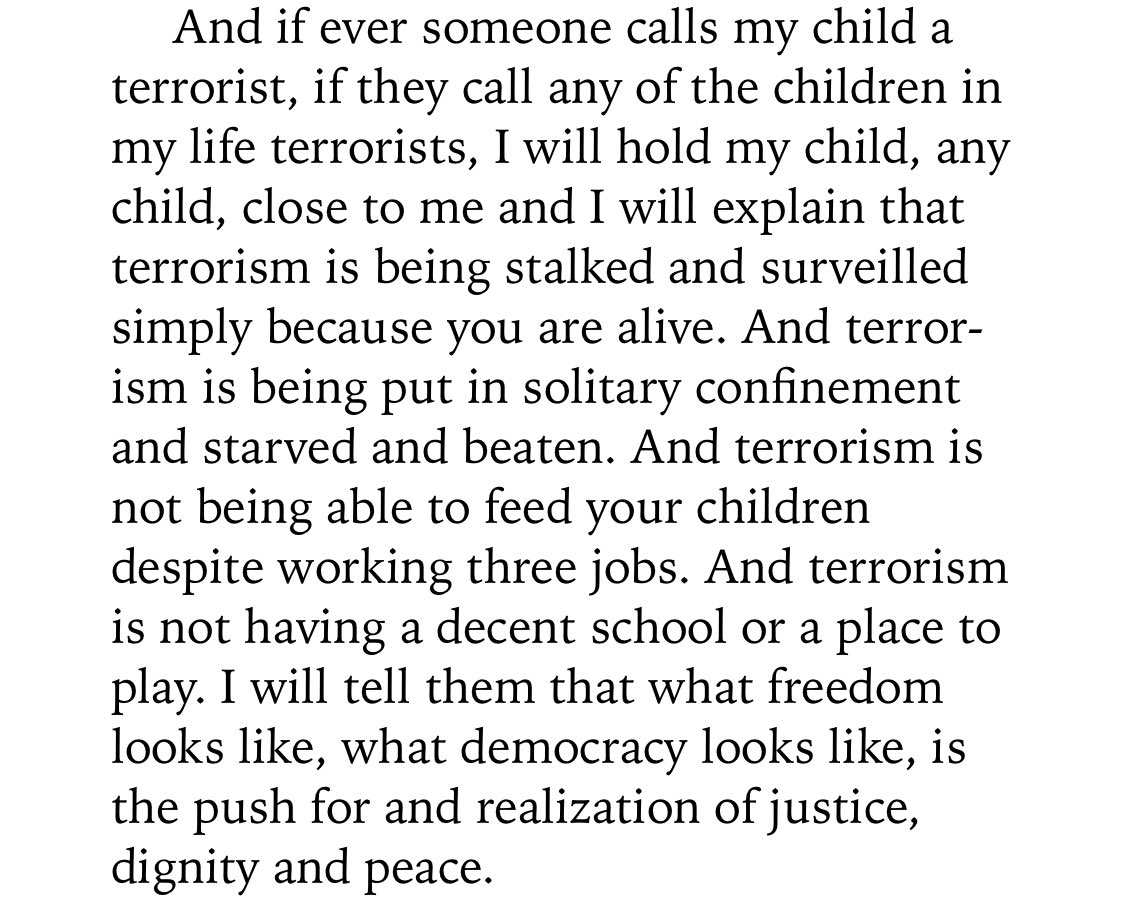 And if ever someone calls my child a
terrorist, if they call any of the children in
my life terrorists, I will hold my child, any
child, close to me and I will explain that
terrorism is being stalked and surveilled
simply because you are alive. And terror-
ism is being put in solitary confinement
and starved and beaten. And terrorism is
not being able to feed your children
despite working three jobs. And terrorism
is not having a decent school or a place to
play. I will tell them that what freedom
looks like, what democracy looks like, is
the push for and realization of justice,
dignity and peace.